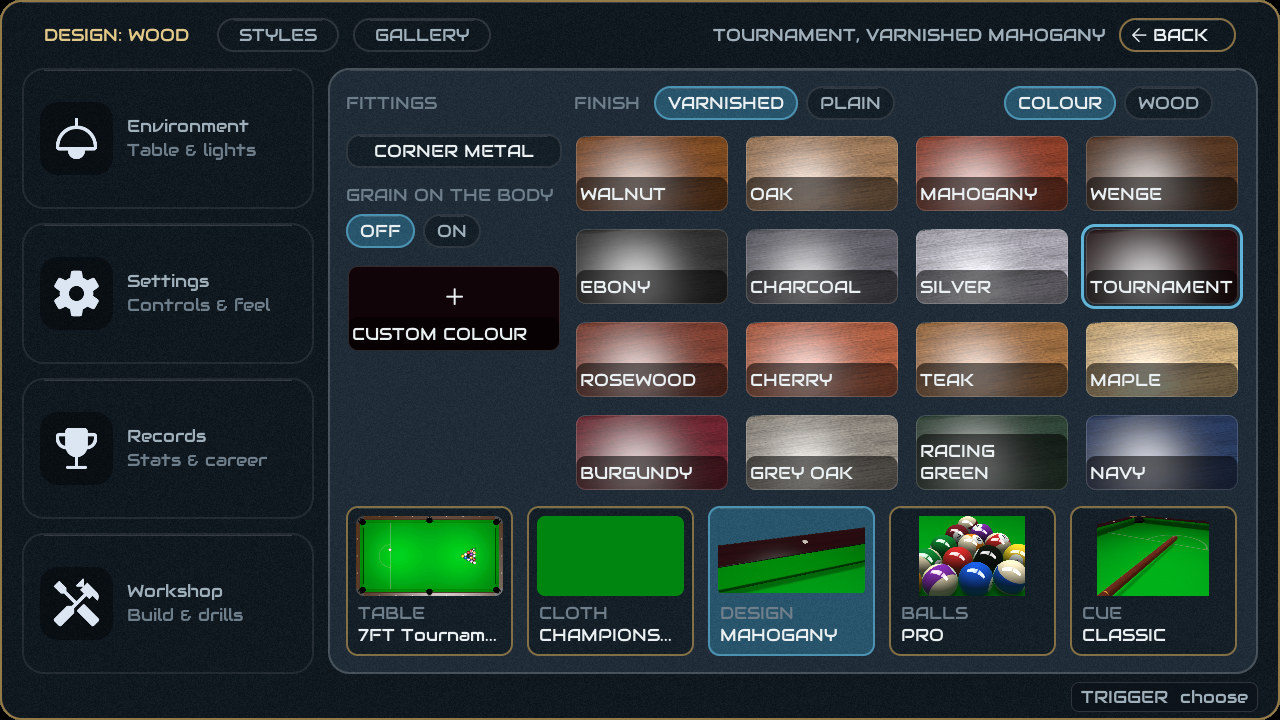 DESIGN: WOOD
STYLES
GALLERY
TOURNAMENT, VARNISHED MAHOGANY
← BACK
Environment
Table & lights
Settings
Controls & feel
Records
Stats & career
Workshop
Build & drills
FITTINGS
CORNER METAL
GRAIN ON THE BODY
OFF
ON
+
CUSTOM COLOUR
FINISH
VARNISHED
PLAIN
COLOUR
WOOD
WALNUT
OAK
MAHOGANY
WENGE
EBONY
CHARCOAL
SILVER
TOURNAMENT
ROSEWOOD
CHERRY
TEAK
MAPLE
BURGUNDY
GREY OAK
RACING
GREEN
NAVY
TABLE
7FT Tournam...
CLOTH
CHAMPIONS...
DESIGN
MAHOGANY
BALLS
PRO
CUE
CLASSIC
TRIGGER choose